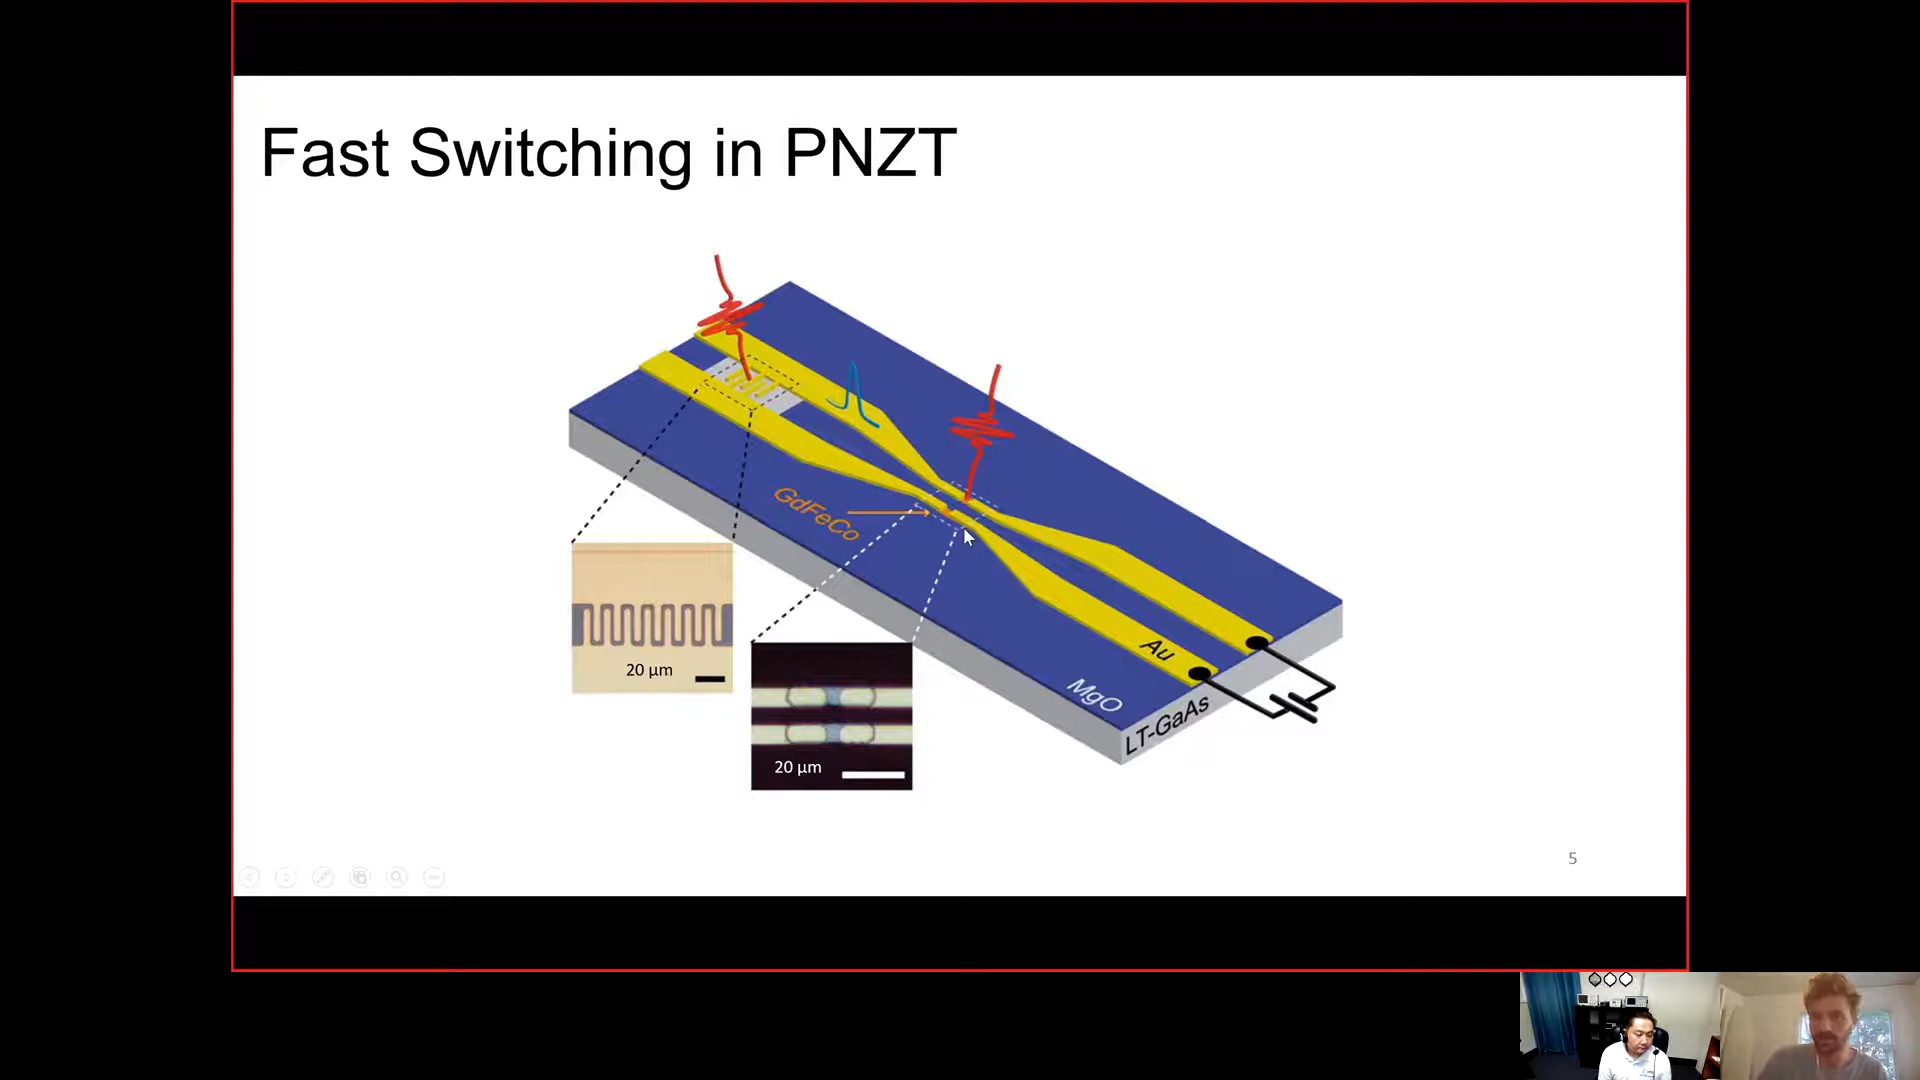 Fast Switching in PNZT
GdFeCo
20 µm
20 µm
Au
MgO
LT-GaAs
5